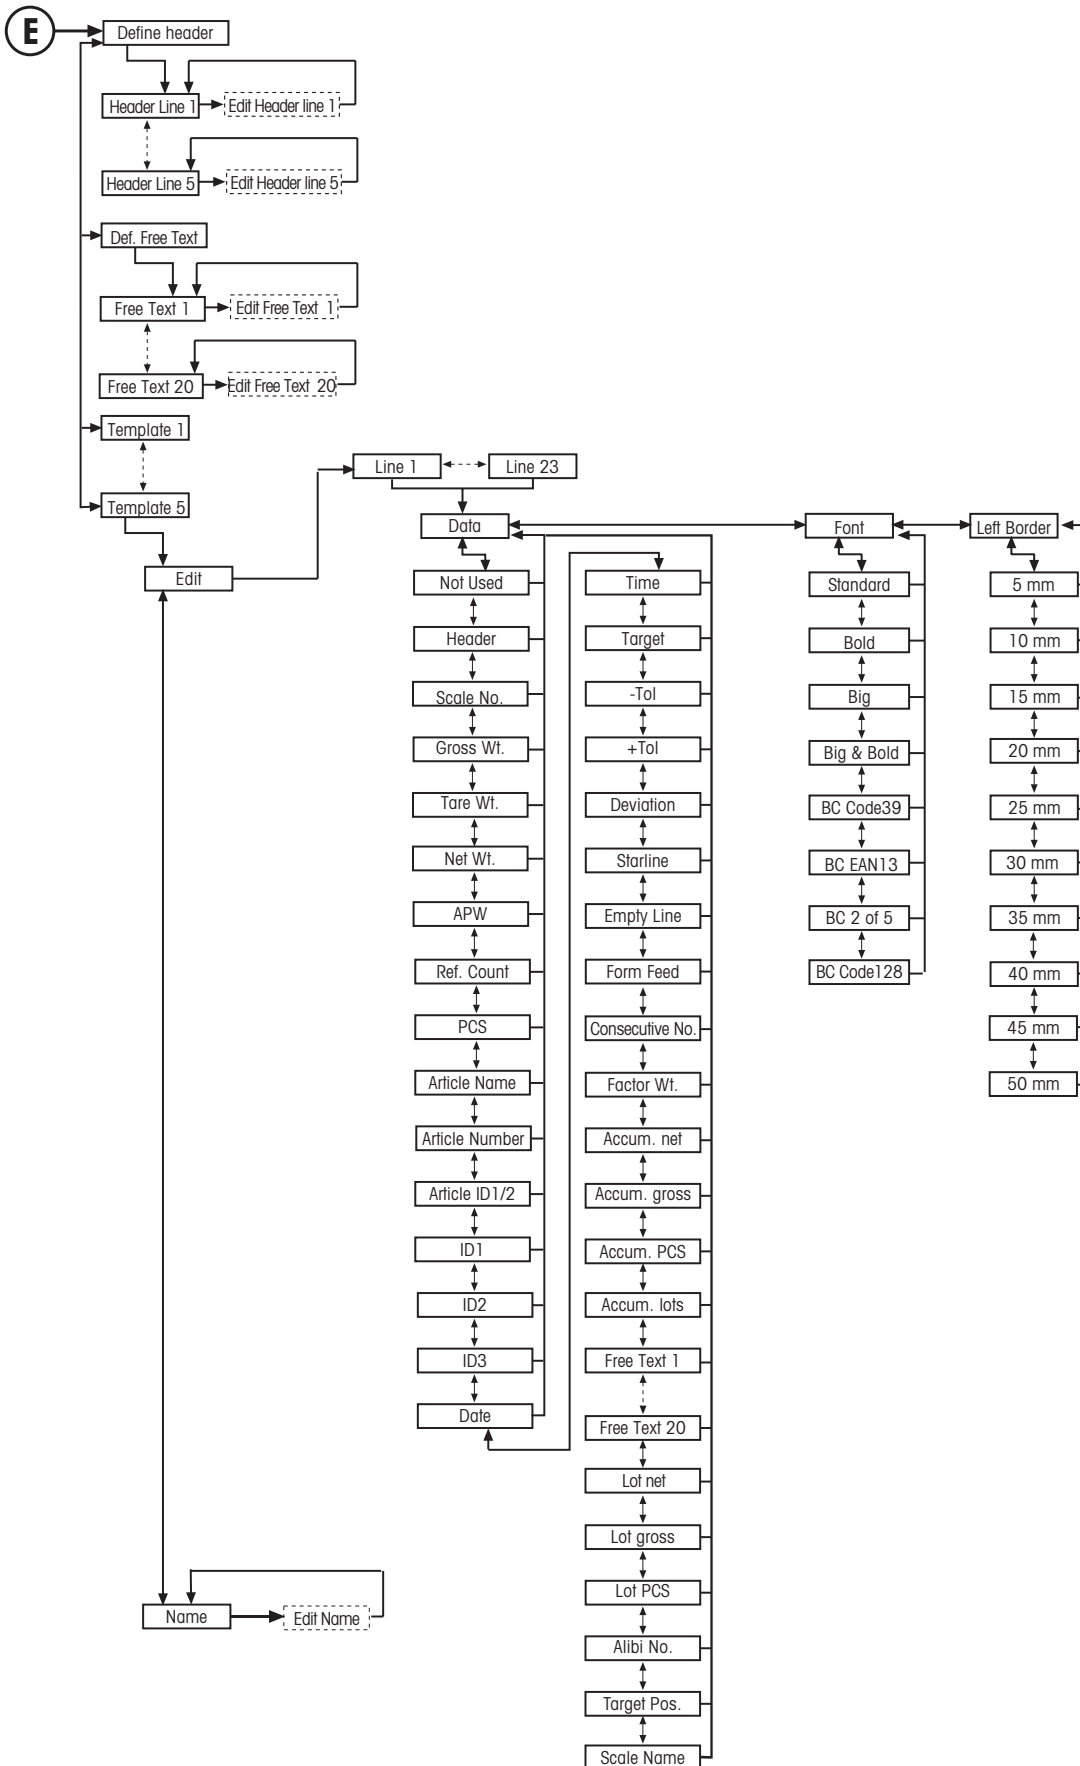 E
Define header
Header Line 1
Edit Header line 1
Header Line 5
Edit Header line 5
Def. Free Text
Free Text 1
Edit Free Text 1
Free Text 20
Edit Free Text 20
Template 1
Template 5
Edit
Name
Edit Name
Line 1
Line 23
Data
Not Used
Header
Scale No.
Gross Wt.
Tare Wt.
Net Wt.
APW
Ref. Count
PCS
Article Name
Article Number
Article ID1/2
ID1
ID2
ID3
Date
Time
Target
-Tol
+Tol
Deviation
Starline
Empty Line
Form Feed
Consecutive No.
Factor Wt.
Accum. net
Accum. gross
Accum. PCS
Accum. lots
Free Text 1
Free Text 20
Lot net
Lot gross
Lot PCS
Alibi No.
Target Pos.
Scale Name
Font
Standard
Bold
Big
Big & Bold
BC Code39
BC EAN13
BC 2 of 5
BC Code128
Left Border
5 mm
10 mm
15 mm
20 mm
25 mm
30 mm
35 mm
40 mm
45 mm
50 mm